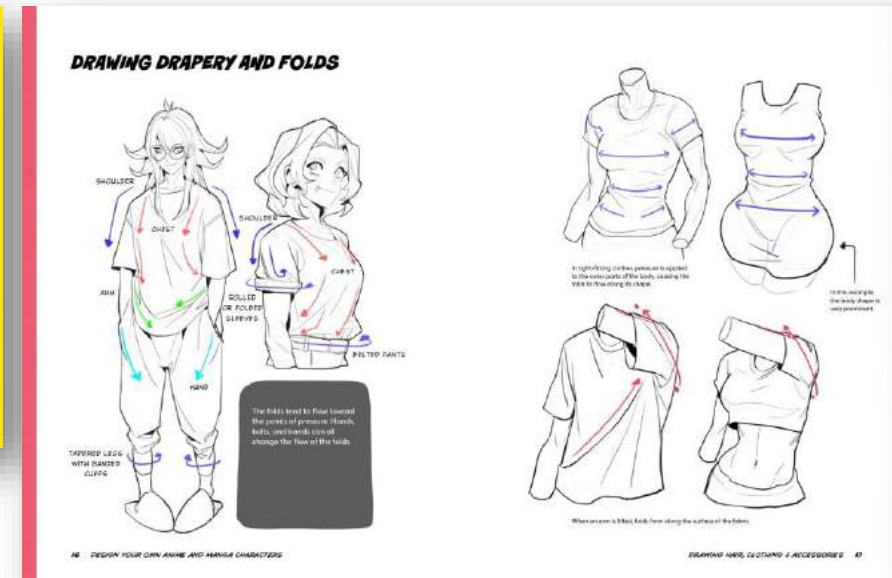 DRAWING DRAPERY AND FOLDS
SHOULDER
CHEST
ARM
HAND
TAPERED LEGS
WITH BANDED
CUFFS
SHOULDER
CHEST
ROLLED
OR FOLDED
SLEEVES
BELTED PANTS
The folds tend to flow toward
the points of pressure. Hands,
belts, and bands can all
change the flow of the folds.
In tight-fitting clothes, pressure is applied
to the outer parts of the body, causing the
folds to flow along its shape.
In this example,
the body shape is
very prominent.
When an arm is lifted, folds form along the surface of the fabric.
46 DESIGN YOUR OWN ANIME AND MANGA CHARACTERS
DRAWING HAIR, CLOTHING & ACCESSORIES 47